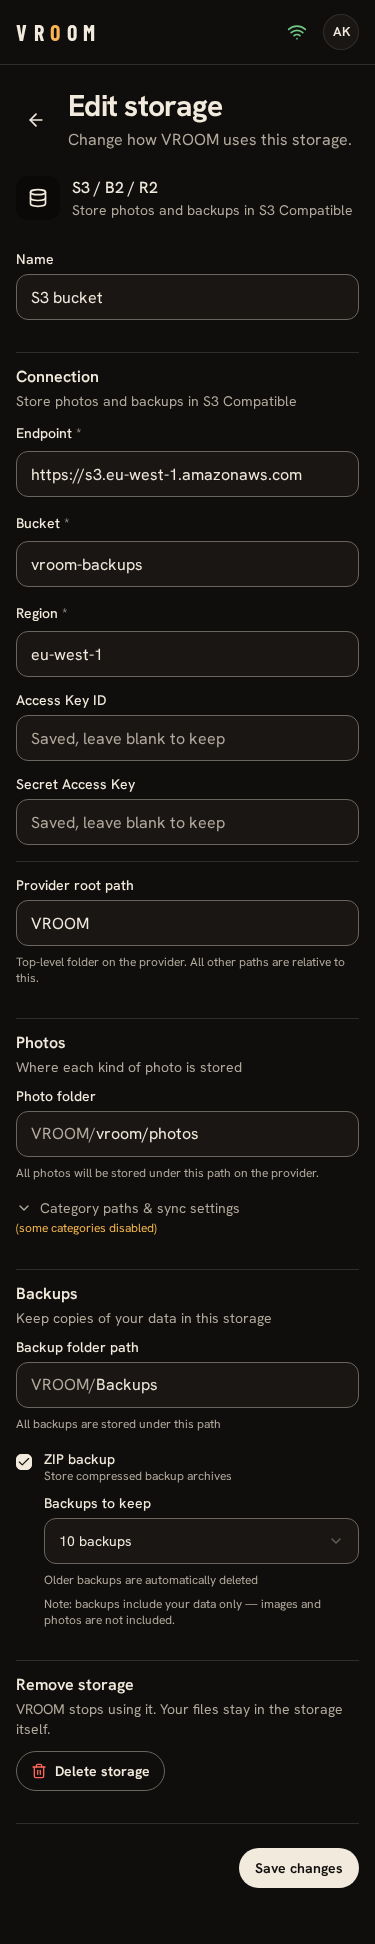 VROOM
AK
Edit storage
Change how VROOM uses this storage.
S3 / B2 / R2
Store photos and backups in S3 Compatible
Name
S3 bucket
Connection
Store photos and backups in S3 Compatible
Endpoint *
https://s3.eu-west-1.amazonaws.com
Bucket *
vroom-backups
Region *
eu-west-1
Access Key ID
Saved, leave blank to keep
Secret Access Key
Saved, leave blank to keep
Provider root path
VROOM
Top-level folder on the provider. All other paths are relative to
this.
Photos
Where each kind of photo is stored
Photo folder
VROOM/vroom/photos
All photos will be stored under this path on the provider.
Category paths & sync settings
(some categories disabled)
Backups
Keep copies of your data in this storage
Backup folder path
VROOM/Backups
All backups are stored under this path
ZIP backup
Store compressed backup archives
Backups to keep
10 backups
Older backups are automatically deleted
Note: backups include your data only — images and
photos are not included.
Remove storage
VROOM stops using it. Your files stay in the storage
itself.
Delete storage
Save changes